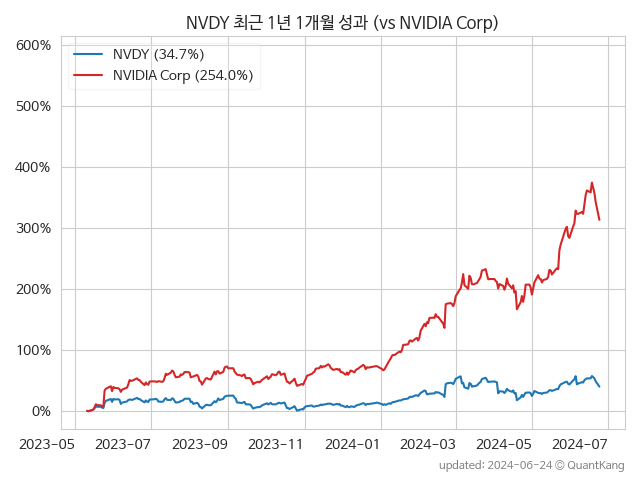 NVDY 최근 1년 1개월 성과 (vs NVIDIA Corp)
600%
NVDY (34.7%)
NVIDIA Corp (254.0%)
500%
400%
300%
200%
100%
0%
2023-05 2023-07 2023-09 2023-11 2024-01 2024-03 2024-05 2024-07
updated: 2024-06-24 © QuantKang